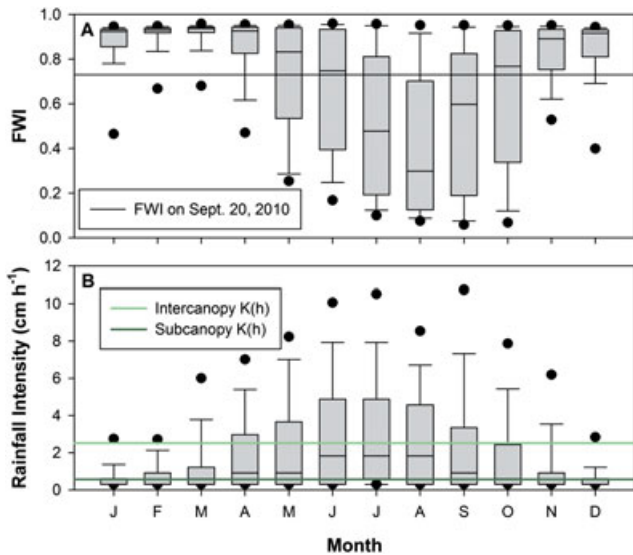 A
1.0
0.8
0.6
0.4
0.2
0.0
FWI
FWI on Sept. 20, 2010
B
12
10
8
6
4
2
0
Rainfall Intensity (cm h⁻¹)
Intercanopy K(h)
Subcanopy K(h)
J F M A M J J A S O N D
Month